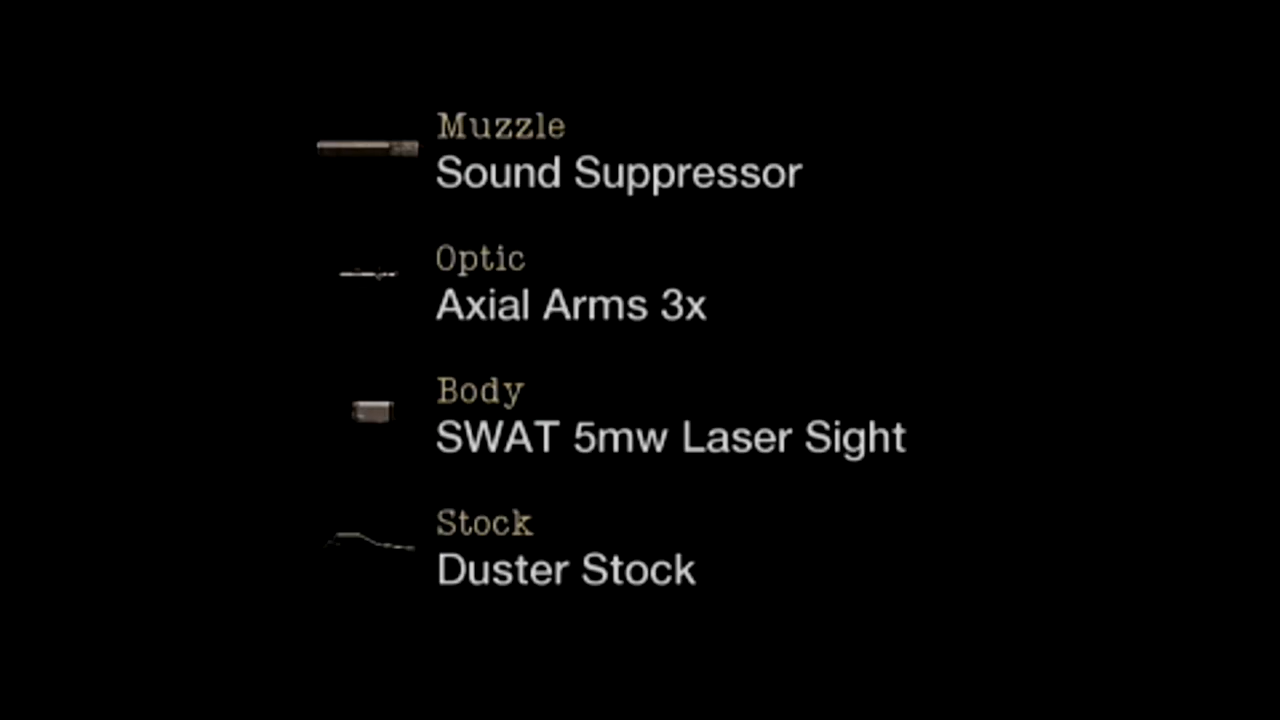 Muzzle
Sound Suppressor
Optic
Axial Arms 3x
Body
SWAT 5mw Laser Sight
Stock
Duster Stock